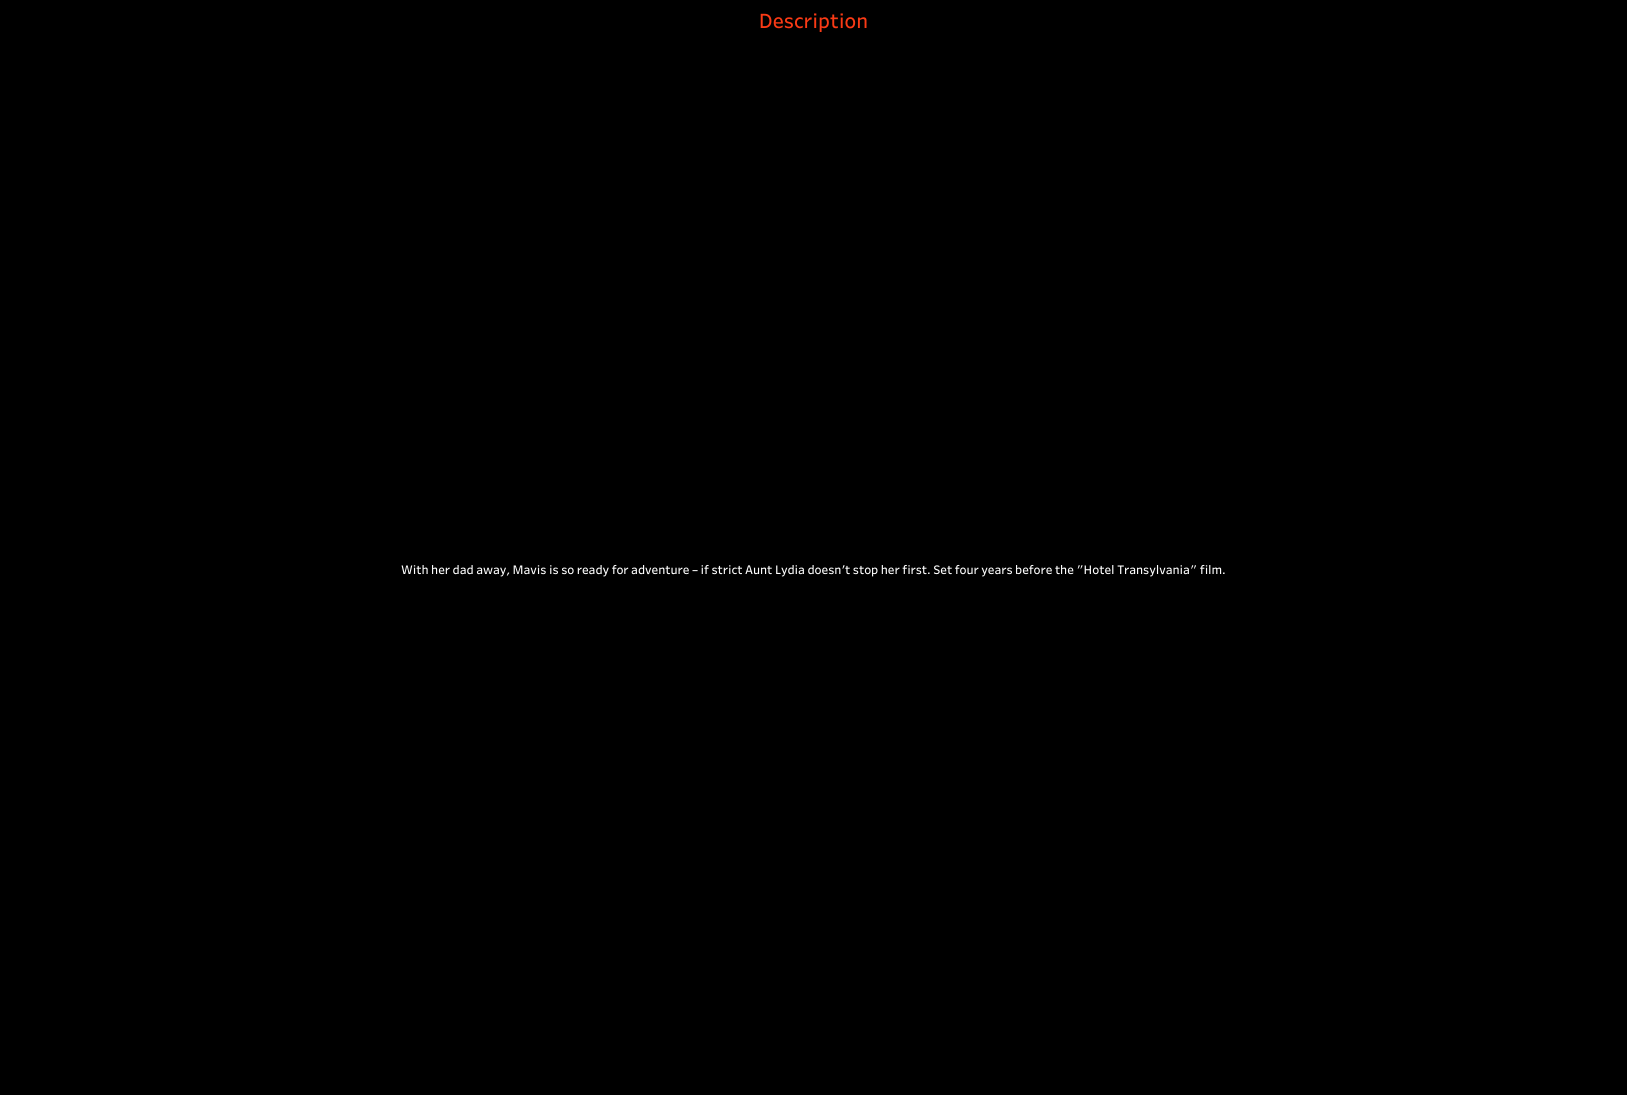 Description
With her dad away, Mavis is so ready for adventure – if strict Aunt Lydia doesn't stop her first. Set four years before the "Hotel Transylvania" film.